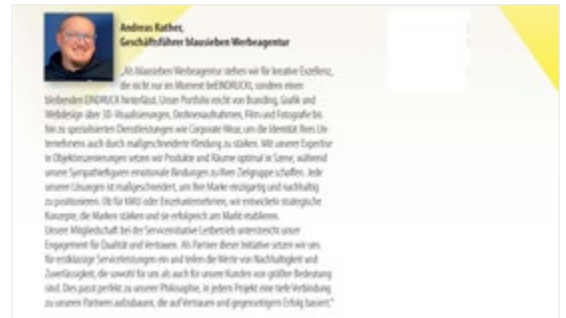 Andreas Rather,
Geschäftsführer blausieben Werbeagentur
„Als blausieben Werbeagentur stehen wir für kreative Exzellenz,
die nicht nur im Moment beEINDRUCKt, sondern einen
bleibenden EINDRUCK hinterlässt. Unser Portfolio reicht von Branding, Grafik und
Webdesign über 3D-Visualisierungen, Drohnenaufnahmen, Film und Fotografie bis
hin zu spezialisierten Dienstleistungen wie Corporate Wear, um die Identität Ihres Un-
ternehmens auch durch maßgeschneiderte Kleidung zu stärken. Mit unserer Expertise
in Objektinszenierungen setzen wir Produkte und Räume optimal in Szene, während
unsere Sympathiefiguren emotionale Bindungen zu Ihrer Zielgruppe schaffen. Jede
unserer Lösungen ist maßgeschneidert, um Ihre Marke einzigartig und nachhaltig
zu positionieren. Ob für KMU oder Einzelunternehmen, wir entwickeln strategische
Konzepte, die Marken stärken und sie erfolgreich am Markt etablieren.
Unsere Mitgliedschaft bei der Serviceinitiative Leitbetrieb unterstreicht unser
Engagement für Qualität und Vertrauen. Als Partner dieser Initiative setzen wir uns
für erstklassige Serviceleistungen ein und teilen die Werte von Nachhaltigkeit und
Zuverlässigkeit, die sowohl für uns als auch für unsere Kunden von größter Bedeutung
sind. Dies passt perfekt zu unserer Philosophie, in jedem Projekt eine tiefe Verbindung
zu unseren Partnern aufzubauen, die auf Vertrauen und gegenseitigem Erfolg basiert."